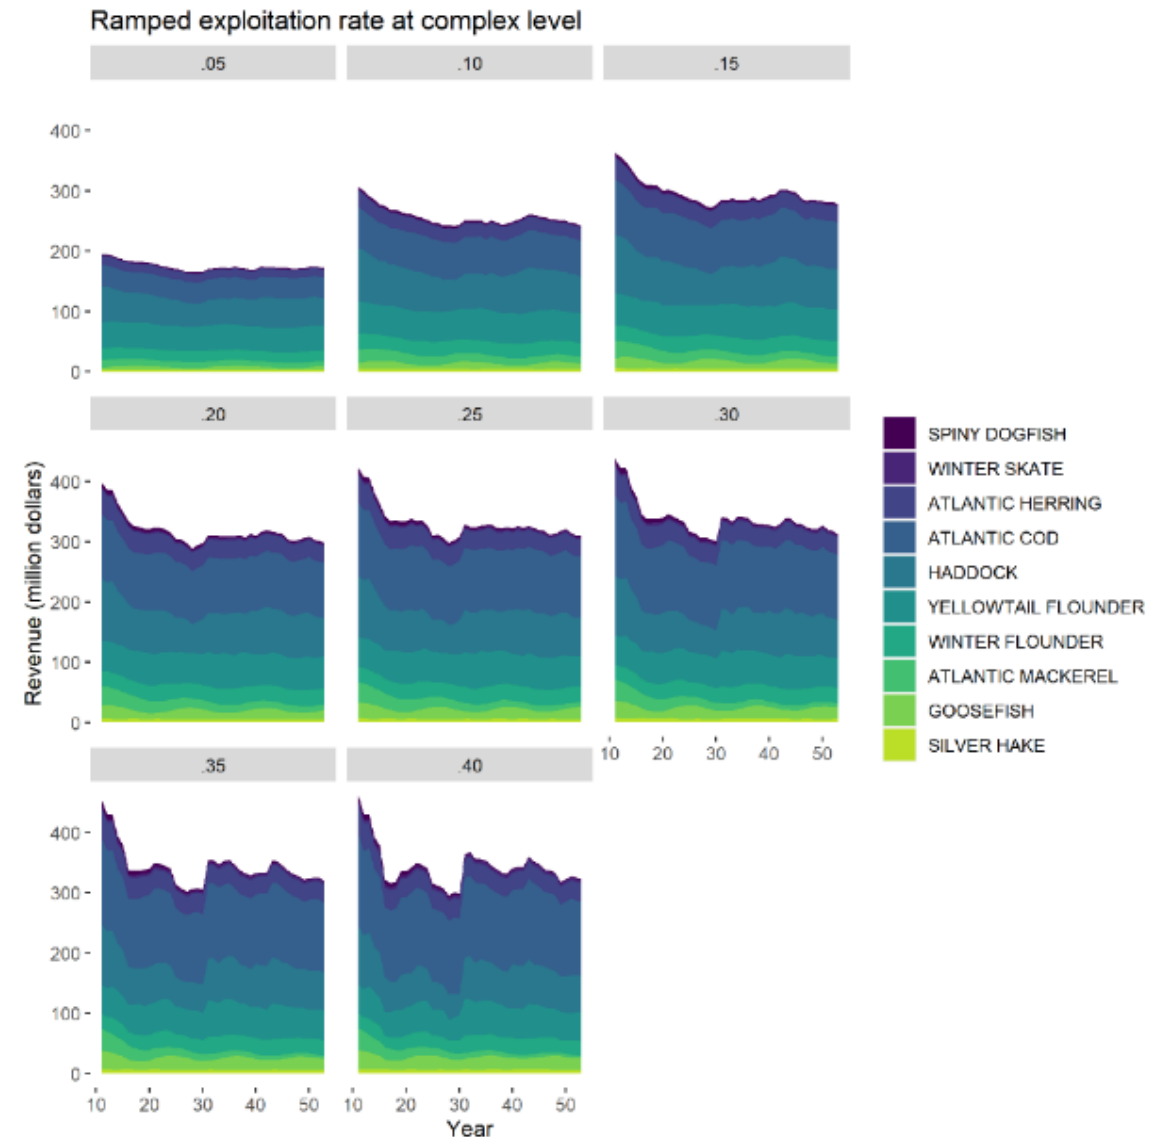 Ramped exploitation rate at complex level
.05 .10 .15
400
300
200
100
0
.20 .25 .30
400
300
200
100
0
10 20 30 40 50
.35 .40
400
300
200
100
0
10 20 30 40 50 10 20 30 40 50
Year
Revenue (million dollars)
SPINY DOGFISH
WINTER SKATE
ATLANTIC HERRING
ATLANTIC COD
HADDOCK
YELLOWTAIL FLOUNDER
WINTER FLOUNDER
ATLANTIC MACKEREL
GOOSEFISH
SILVER HAKE